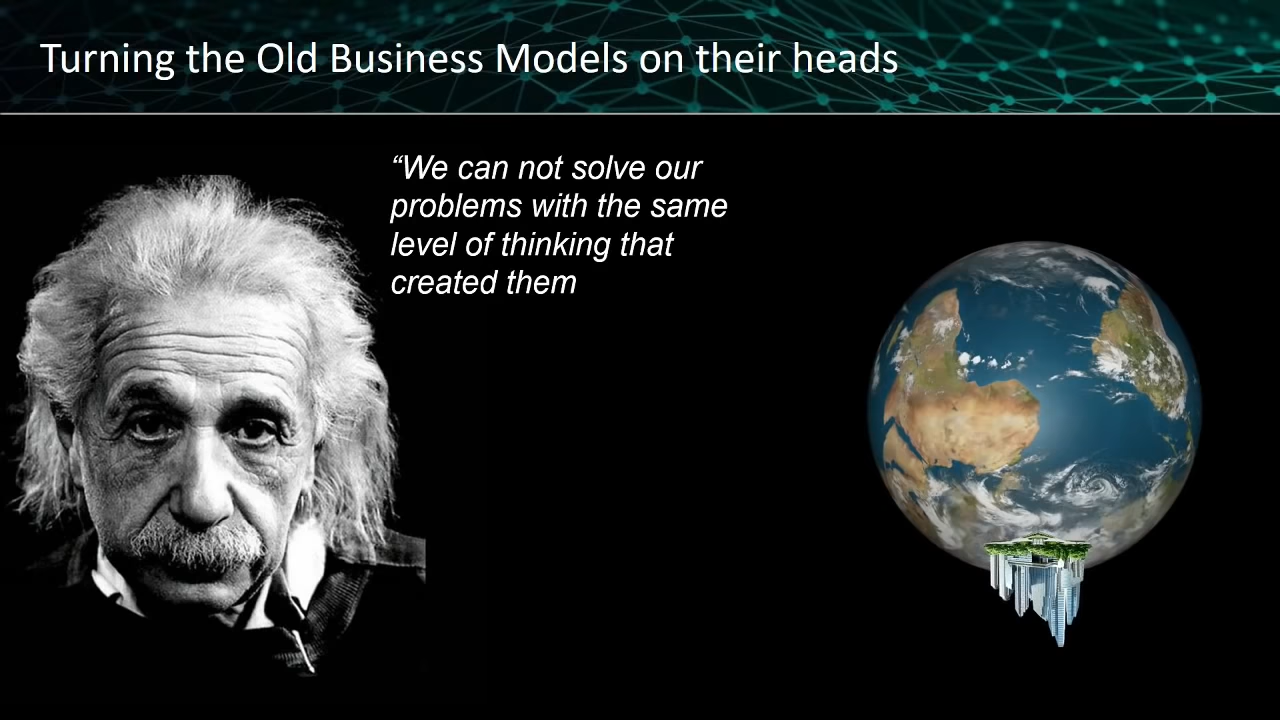 Turning the Old Business Models on their heads
“We can not solve our
problems with the same
level of thinking that
created them